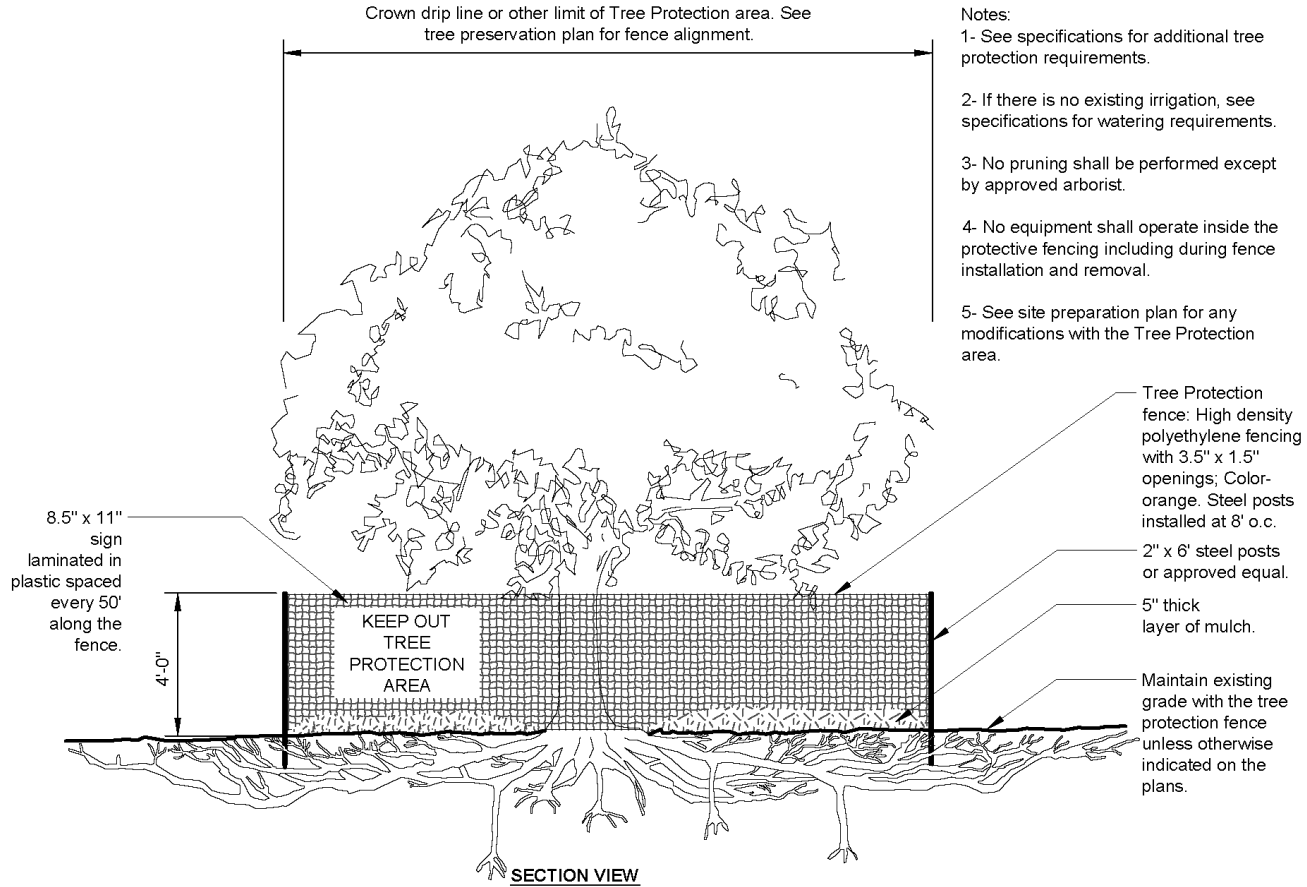 Crown drip line or other limit of Tree Protection area. See
tree preservation plan for fence alignment.
Notes:
1- See specifications for additional tree
protection requirements.
2- If there is no existing irrigation, see
specifications for watering requirements.
3- No pruning shall be performed except
by approved arborist.
4- No equipment shall operate inside the
protective fencing including during fence
installation and removal.
5- See site preparation plan for any
modifications with the Tree Protection
area.
Tree Protection
fence: High density
polyethylene fencing
with 3.5" x 1.5"
openings; Color-
orange. Steel posts
installed at 8' o.c.
2" x 6' steel posts
or approved equal.
5" thick
layer of mulch.
Maintain existing
grade with the tree
protection fence
unless otherwise
indicated on the
plans.
8.5" x 11"
sign
laminated in
plastic spaced
every 50'
along the
fence.
4'-0"
KEEP OUT
TREE
PROTECTION
AREA
SECTION VIEW